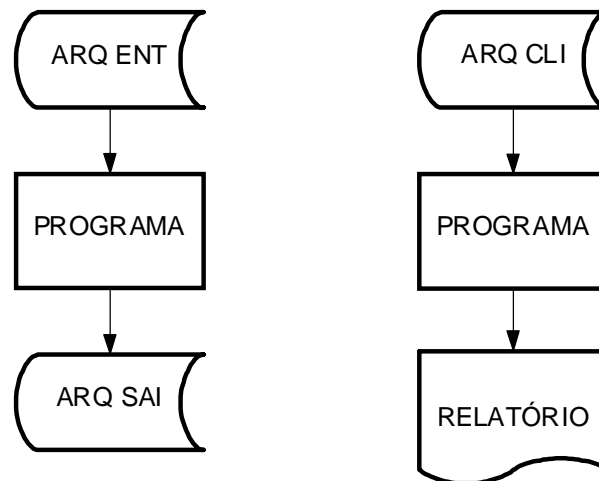 ARQ ENT
PROGRAMA
ARQ SAI
ARQ CLI
PROGRAMA
RELATÓRIO